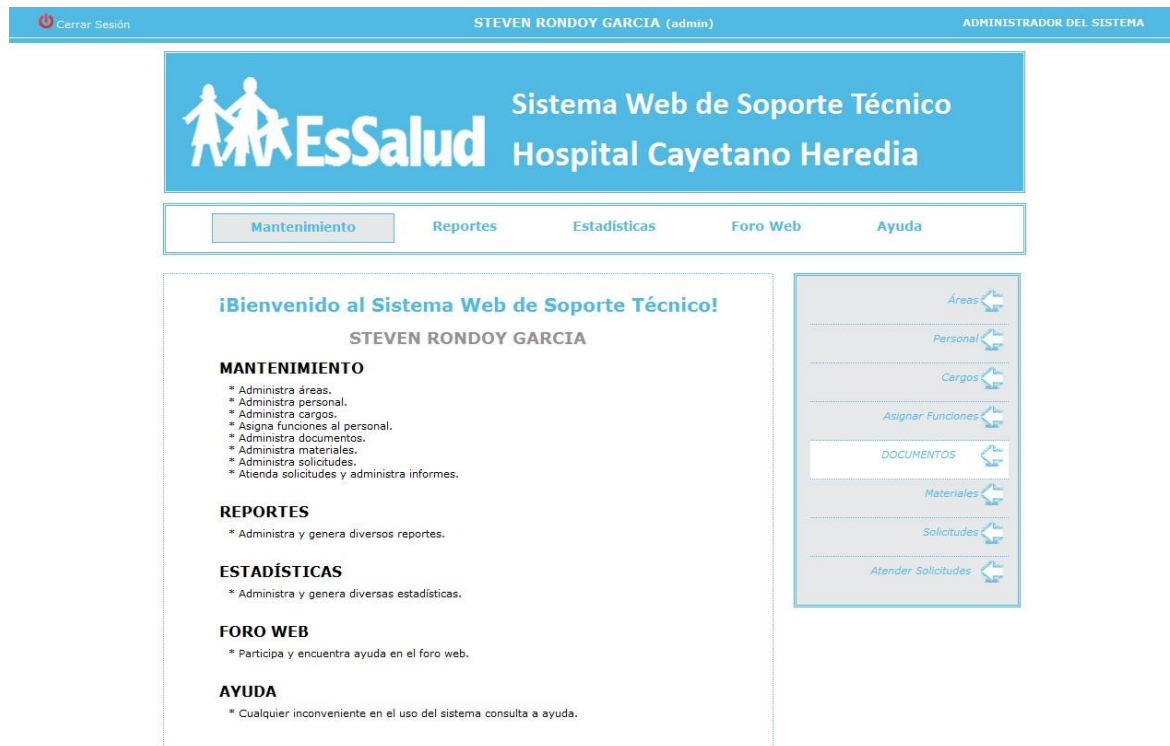 Cerrar Sesión
STEVEN RONDOY GARCIA (admin)
ADMINISTRADOR DEL SISTEMA
EsSalud
Sistema Web de Soporte Técnico
Hospital Cayetano Heredia
Mantenimiento
Reportes
Estadísticas
Foro Web
Ayuda
¡Bienvenido al Sistema Web de Soporte Técnico!
STEVEN RONDOY GARCIA
MANTENIMIENTO
* Administra áreas.
* Administra personal.
* Administra cargos.
* Asigna funciones al personal.
* Administra documentos.
* Administra materiales.
* Administra solicitudes.
* Atienda solicitudes y administra informes.
REPORTES
* Administra y genera diversos reportes.
ESTADÍSTICAS
* Administra y genera diversas estadísticas.
FORO WEB
* Participa y encuentra ayuda en el foro web.
AYUDA
* Cualquier inconveniente en el uso del sistema consulta a ayuda.
Áreas
Personal
Cargos
Asignar Funciones
DOCUMENTOS
Materiales
Solicitudes
Atender Solicitudes